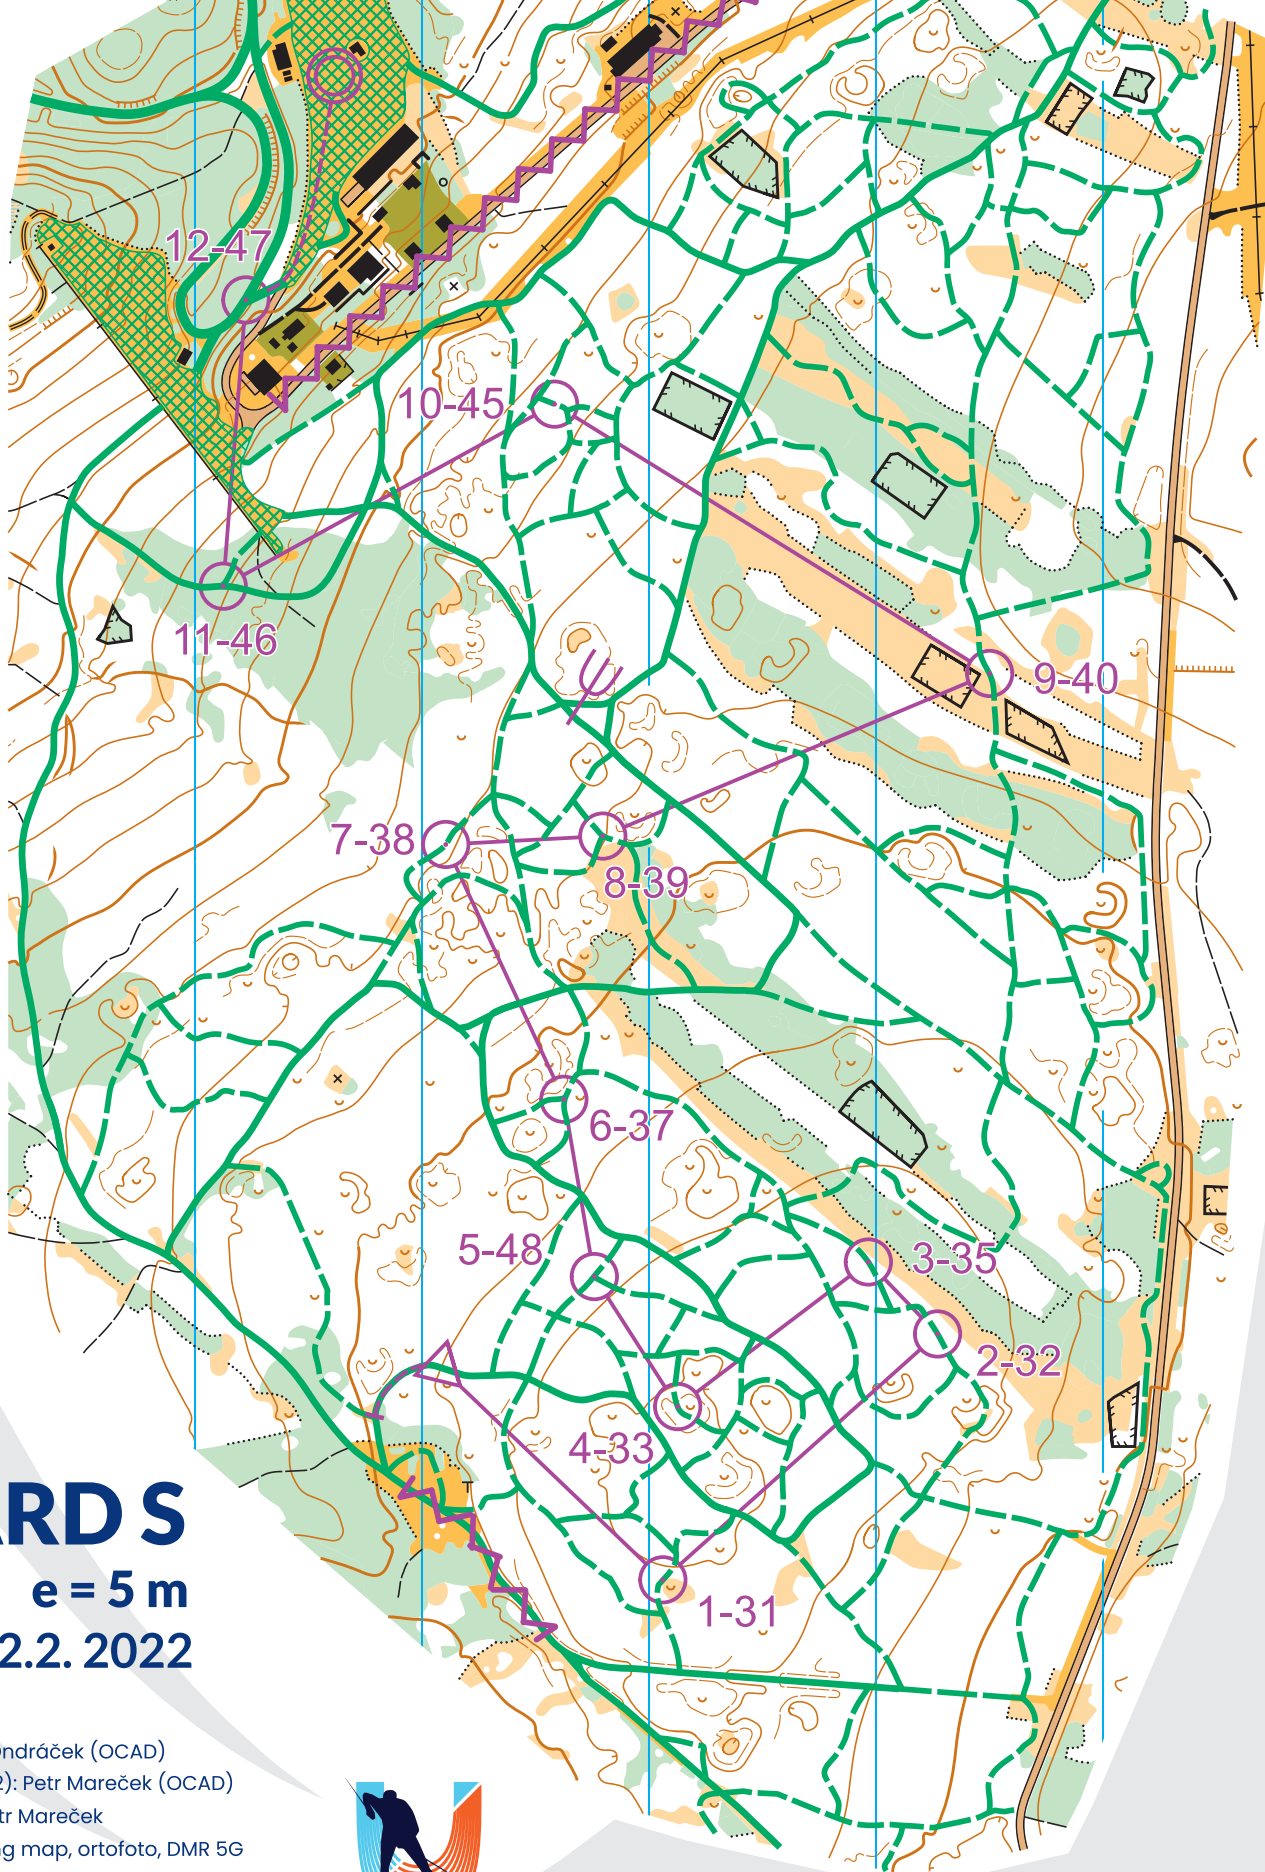 12-47
10-45
11-46
9-40
7-38
8-39
6-37
5-48
3-35
2-32
4-33
1-31
ARD S
e = 5 m
2.2. 2022
Ondráček (OCAD)
2): Petr Mareček (OCAD)
tr Mareček
ng map, ortofoto, DMR 5G